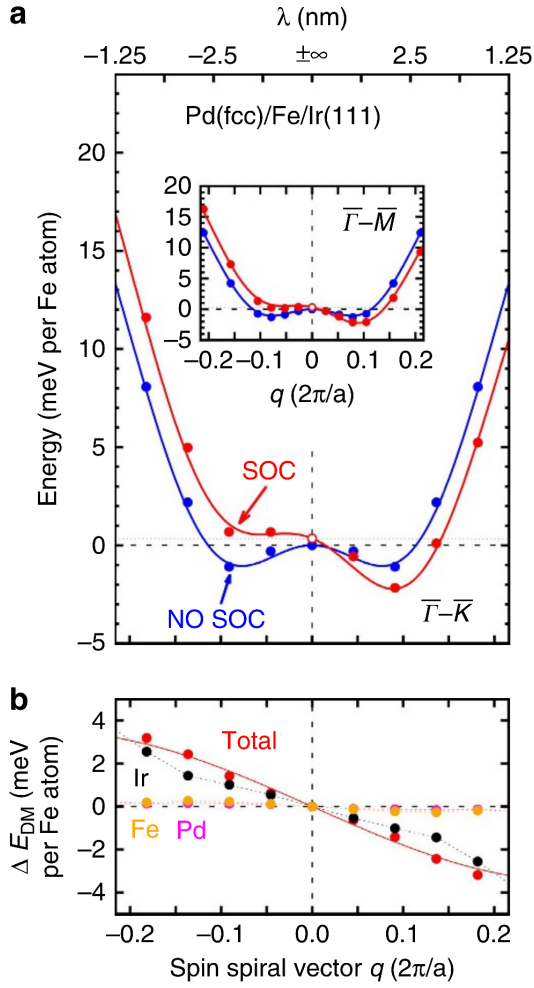 a
λ (nm)
−1.25 −2.5 ±∞ 2.5 1.25
Pd(fcc)/Fe/Ir(111)
Energy (meV per Fe atom)
20
15
10
5
0
−5
20
15
10
5
0
−5
Γ–M
−0.2 −0.1 0 0.1 0.2
q (2π/a)
SOC
NO SOC
Γ–K
b
Δ E_DM (meV
per Fe atom)
4
2
0
−2
−4
Total
Ir
Fe Pd
−0.2 −0.1 0.0 0.1 0.2
Spin spiral vector q (2π/a)